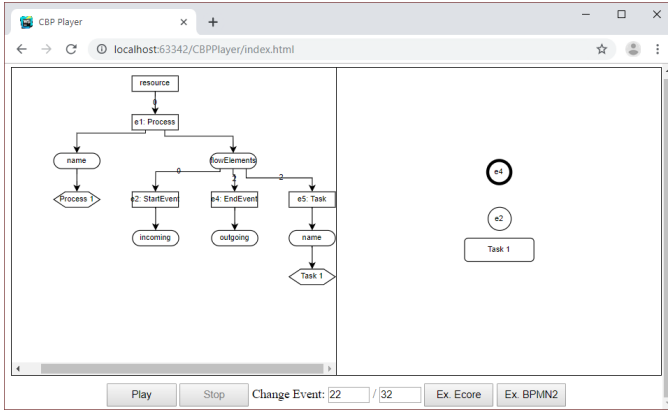 CBP Player
localhost:63342/CBPPlayer/index.html
resource
0
e1: Process
name
flowElements
0
2
2
Process 1
e2: StartEvent
e4: EndEvent
e5: Task
incoming
outgoing
name
Task 1
e4
e2
Task 1
Play
Stop
Change Event: 22 / 32
Ex. Ecore
Ex. BPMN2